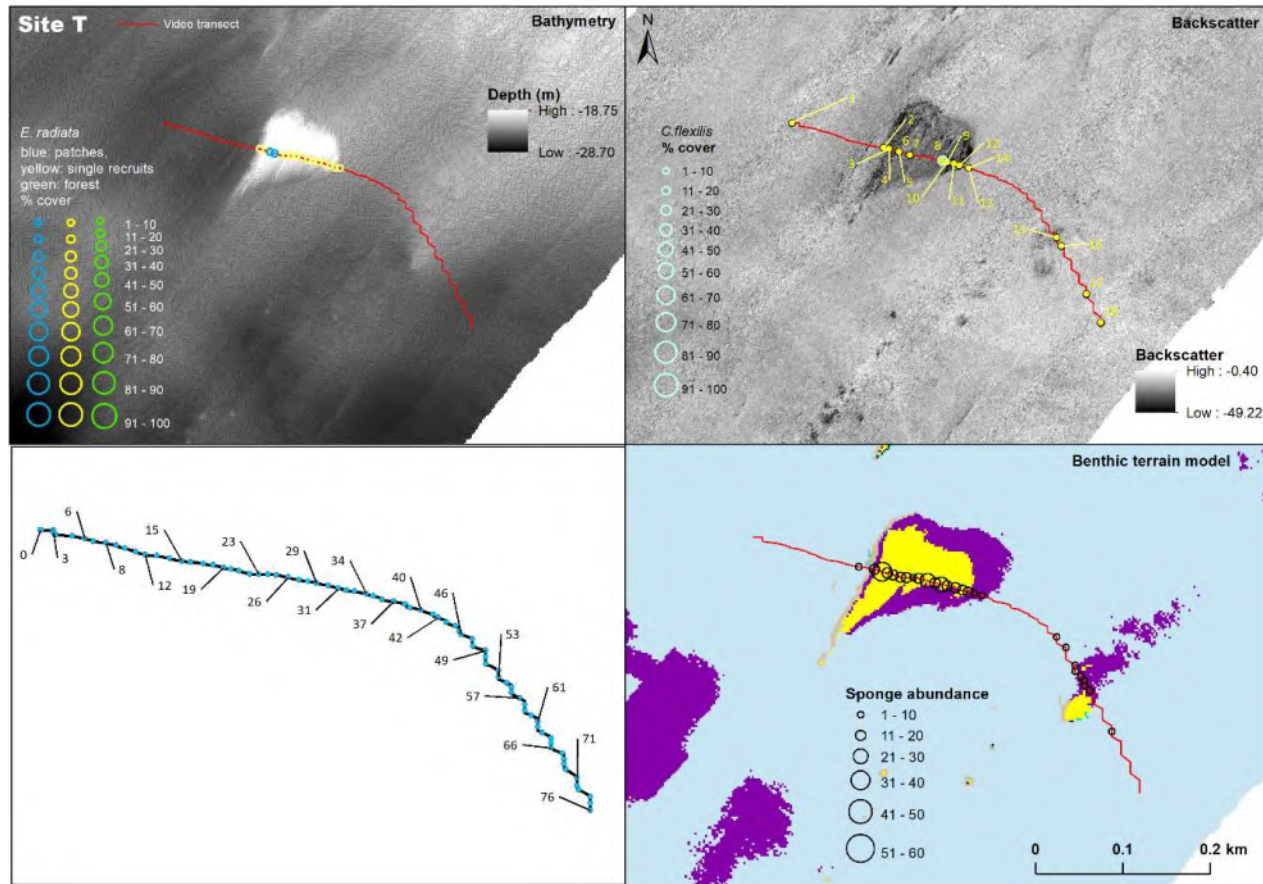 Site T
Video transect
Bathymetry
Depth (m)
High : -18.75
Low : -28.70
E. radiata
blue: patches,
yellow: single recruits
green: forest
% cover
1 - 10
11 - 20
21 - 30
31 - 40
41 - 50
51 - 60
61 - 70
71 - 80
81 - 90
91 - 100
N
Backscatter
C.flexilis
% cover
1 - 10
11 - 20
21 - 30
31 - 40
41 - 50
51 - 60
61 - 70
71 - 80
81 - 90
91 - 100
2
3
4
5
6
7
8
9
10
11
12
13
14
16
Backscatter
High : -0.40
Low : -49.22
0
3
6
8
12
15
19
23
26
29
31
34
37
40
42
46
49
53
57
61
66
71
76
Benthic terrain model
Sponge abundance
1 - 10
11 - 20
21 - 30
31 - 40
41 - 50
51 - 60
0 0.1 0.2 km